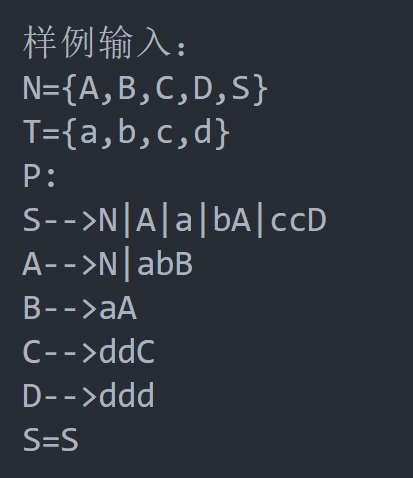 样例输入：
N={A,B,C,D,S}
T={a,b,c,d}
P:
S-->N|A|a|bA|ccD
A-->N|abB
B-->aA
C-->ddC
D-->ddd
S=S